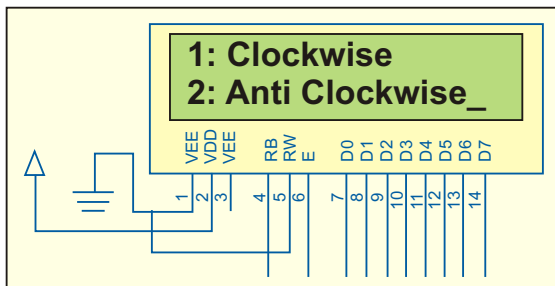 1: Clockwise
2: Anti Clockwise_
VEE VDD VEE RB RW E D0 D1 D2 D3 D4 D5 D6 D7
1 2 3 4 5 6 7 8 9 10 11 12 13 14